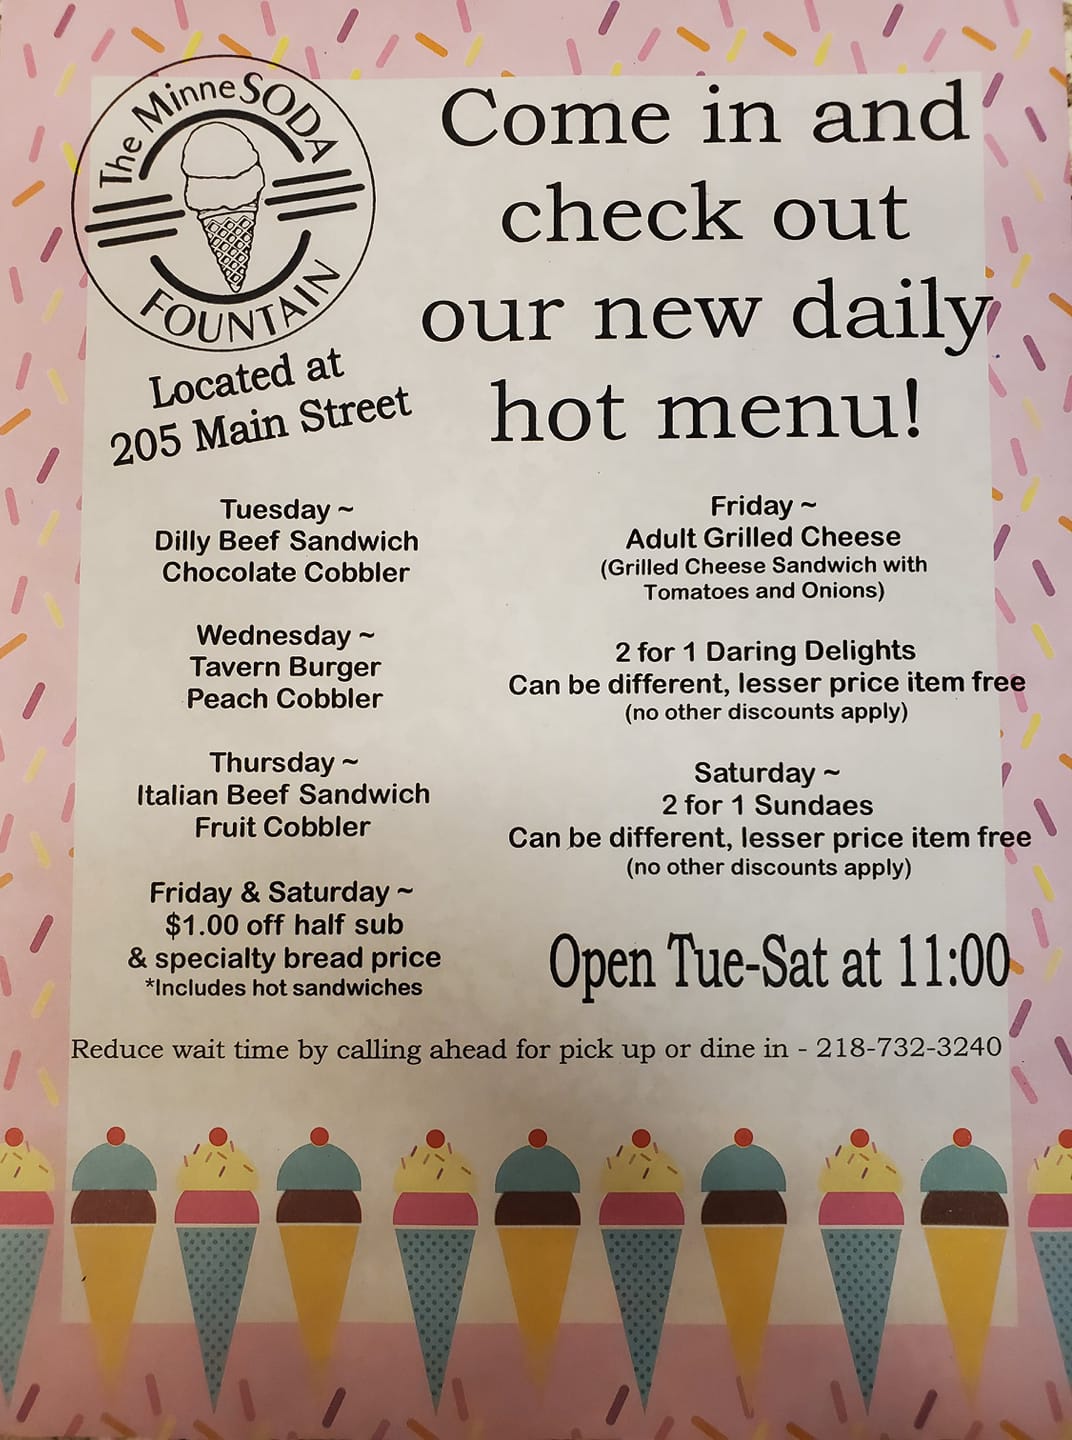 The MinneSODA
FOUNTAIN
Located at
205 Main Street
Come in and
check out
our new daily
hot menu!
Tuesday ~
Dilly Beef Sandwich
Chocolate Cobbler
Wednesday ~
Tavern Burger
Peach Cobbler
Thursday ~
Italian Beef Sandwich
Fruit Cobbler
Friday & Saturday ~
$1.00 off half sub
& specialty bread price
*Includes hot sandwiches
Friday ~
Adult Grilled Cheese
(Grilled Cheese Sandwich with
Tomatoes and Onions)
2 for 1 Daring Delights
Can be different, lesser price item free
(no other discounts apply)
Saturday ~
2 for 1 Sundaes
Can be different, lesser price item free
(no other discounts apply)
Open Tue-Sat at 11:00
Reduce wait time by calling ahead for pick up or dine in - 218-732-3240